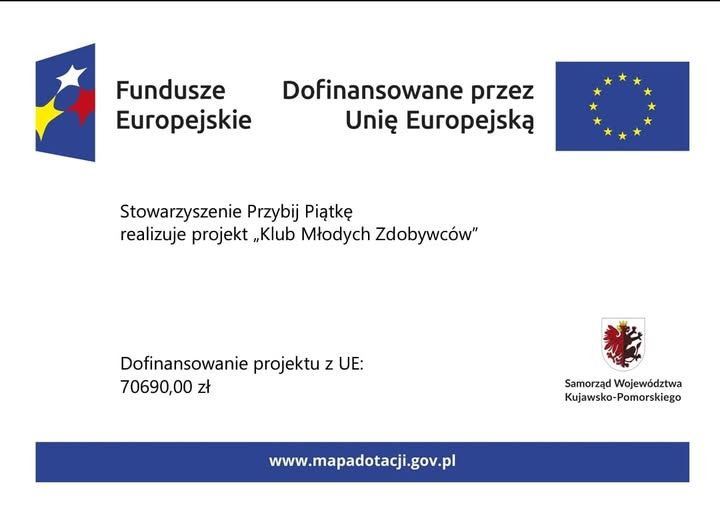 Fundusze
Europejskie
Dofinansowane przez
Unię Europejską
Stowarzyszenie Przybij Piątkę
realizuje projekt „Klub Młodych Zdobywców”
Dofinansowanie projektu z UE:
70690,00 zł
Samorząd Województwa
Kujawsko-Pomorskiego
www.mapadotacji.gov.pl